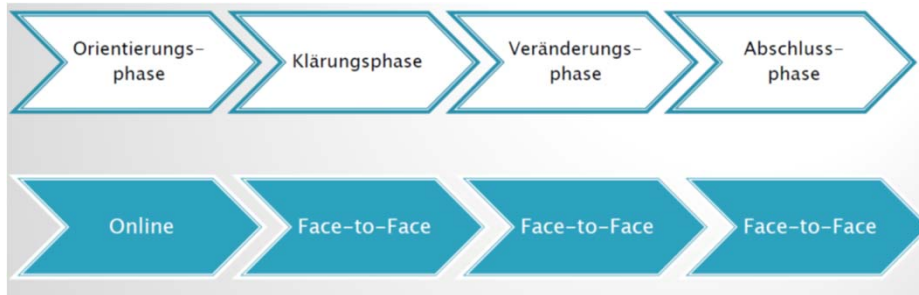 Orientierungs-
phase
Klärungsphase
Veränderungs-
phase
Abschluss-
phase
Online
Face-to-Face
Face-to-Face
Face-to-Face